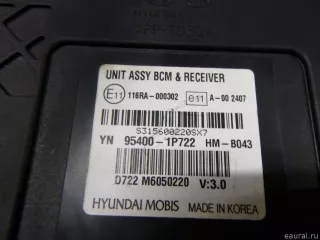 UNIT ASSY BCM & RECEIVER
E11 116RA-000302 e11 A-00 2407
S315600220SX7
YN 95400-1P722 HM-B043
D722 M6050220 V:3.0
HYUNDAI MOBIS MADE IN KOREA
eaural.ru